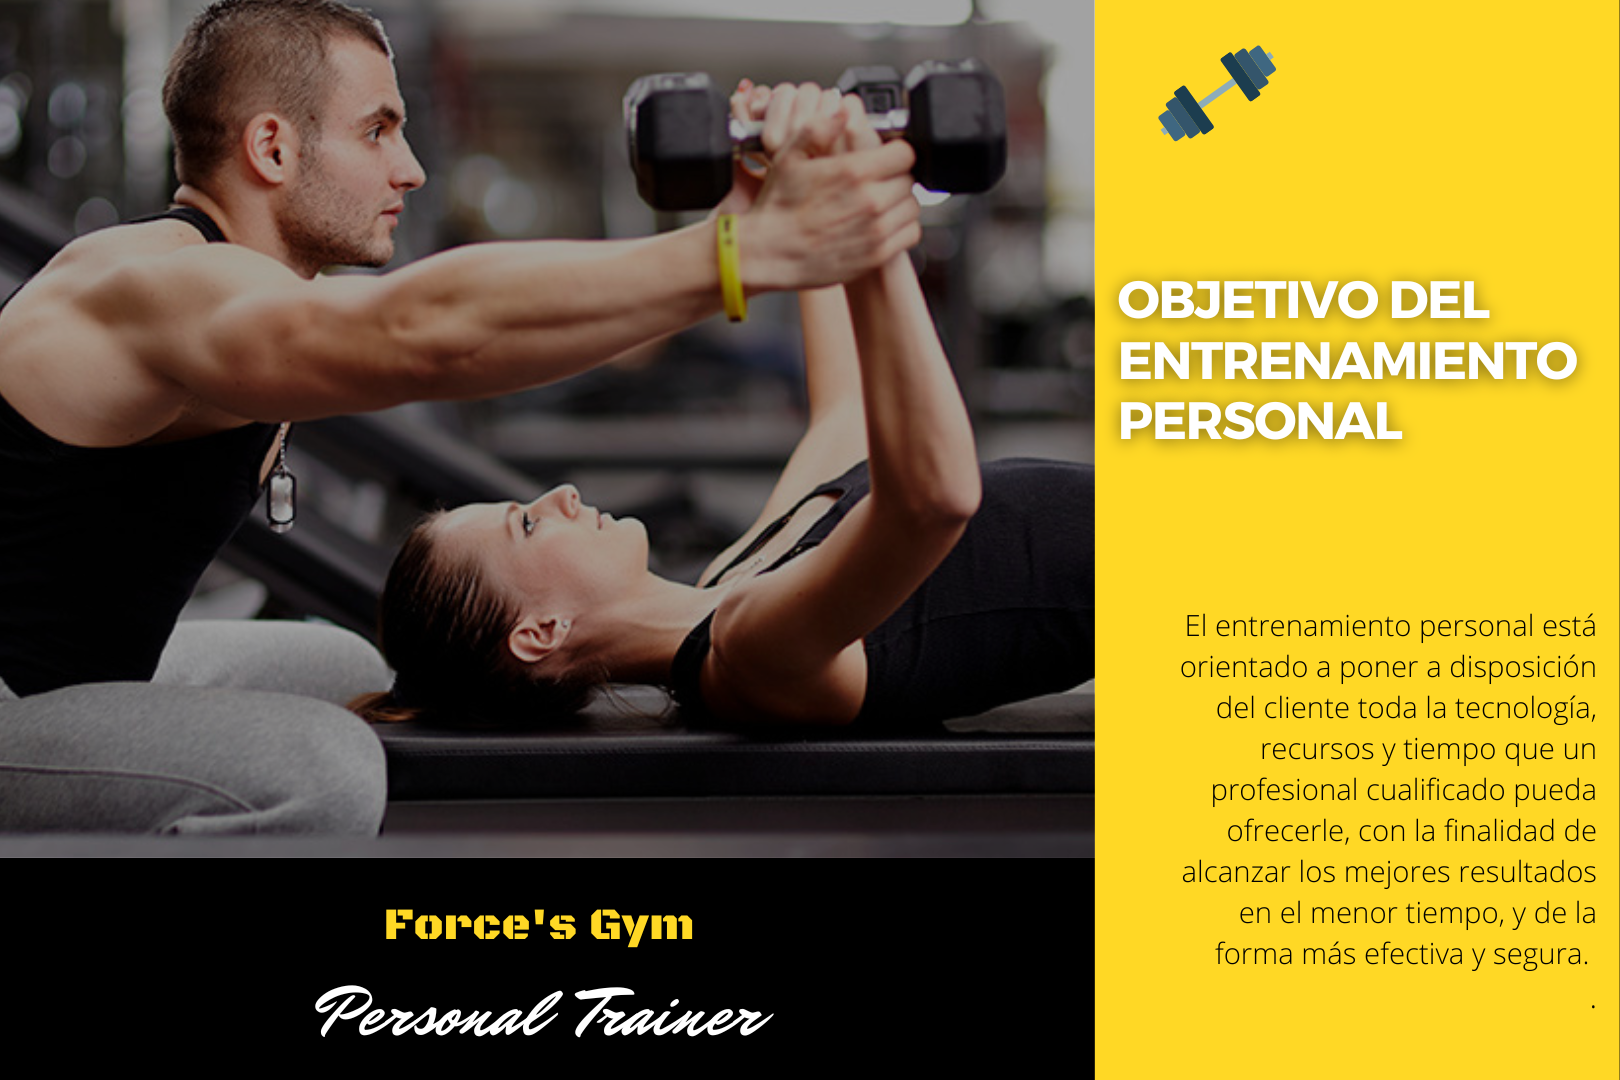 OBJETIVO DEL
ENTRENAMIENTO
PERSONAL
El entrenamiento personal está
orientado a poner a disposición
del cliente toda la tecnología,
recursos y tiempo que un
profesional cualificado pueda
ofrecerle, con la finalidad de
alcanzar los mejores resultados
en el menor tiempo, y de la
forma más efectiva y segura.
.
Force's Gym
Personal Trainer